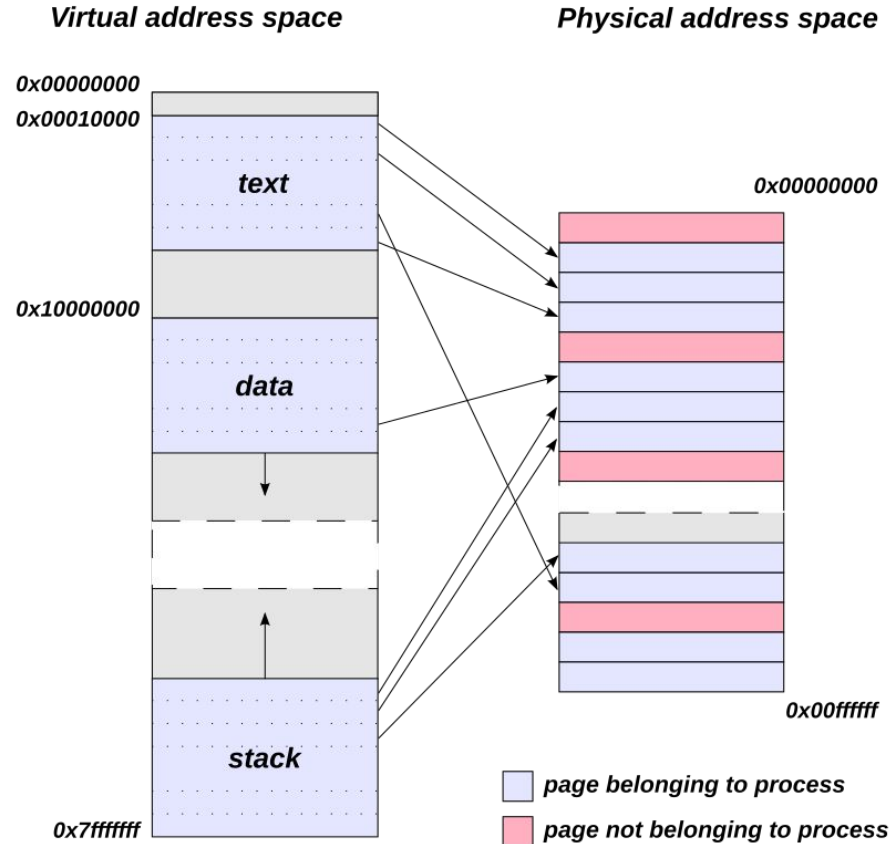 Virtual address space
Physical address space
0x00000000
0x00010000
text
0x10000000
data
stack
0x7fffffff
0x00000000
0x00ffffff
page belonging to process
page not belonging to process